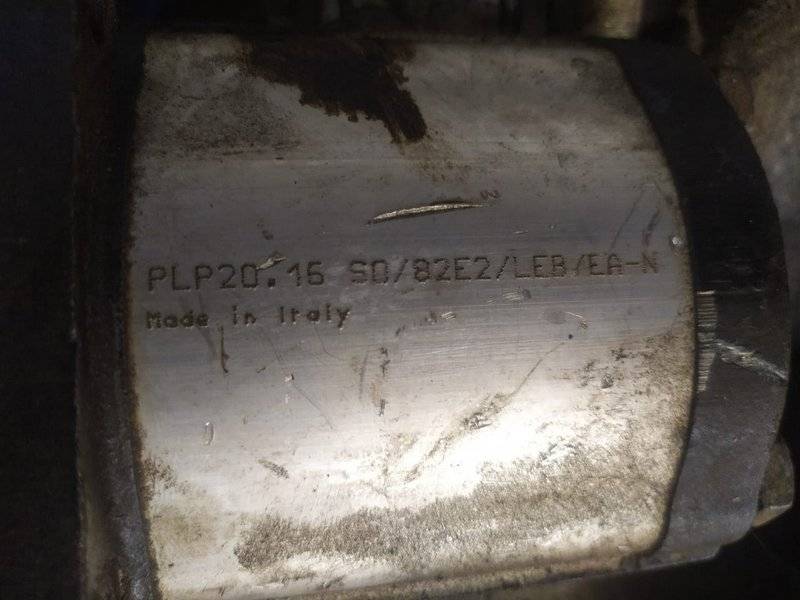 PLP20.16 S0/82E2/LEB/EA-N
Made in Italy